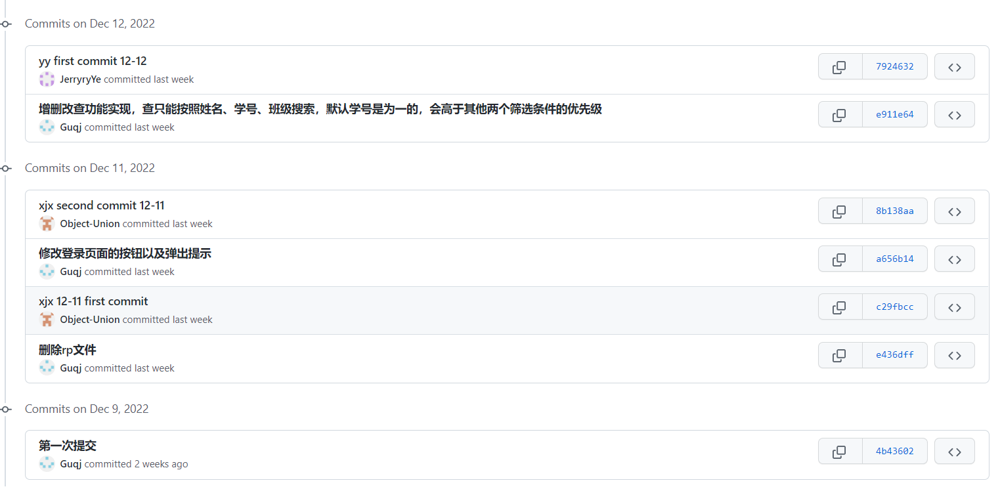 Commits on Dec 12, 2022
yy first commit 12-12
7924632
JerryryYe committed last week
增删改查功能实现，查只能按照姓名、学号、班级搜索，默认学号是为一的，会高于其他两个筛选条件的优先级
e911e64
Guqj committed last week
Commits on Dec 11, 2022
xjx second commit 12-11
8b138aa
Object-Union committed last week
修改登录页面的按钮以及弹出提示
a656b14
Guqj committed last week
xjx 12-11 first commit
c29fbcc
Object-Union committed last week
删除rp文件
e436dff
Guqj committed last week
Commits on Dec 9, 2022
第一次提交
4b43602
Guqj committed 2 weeks ago